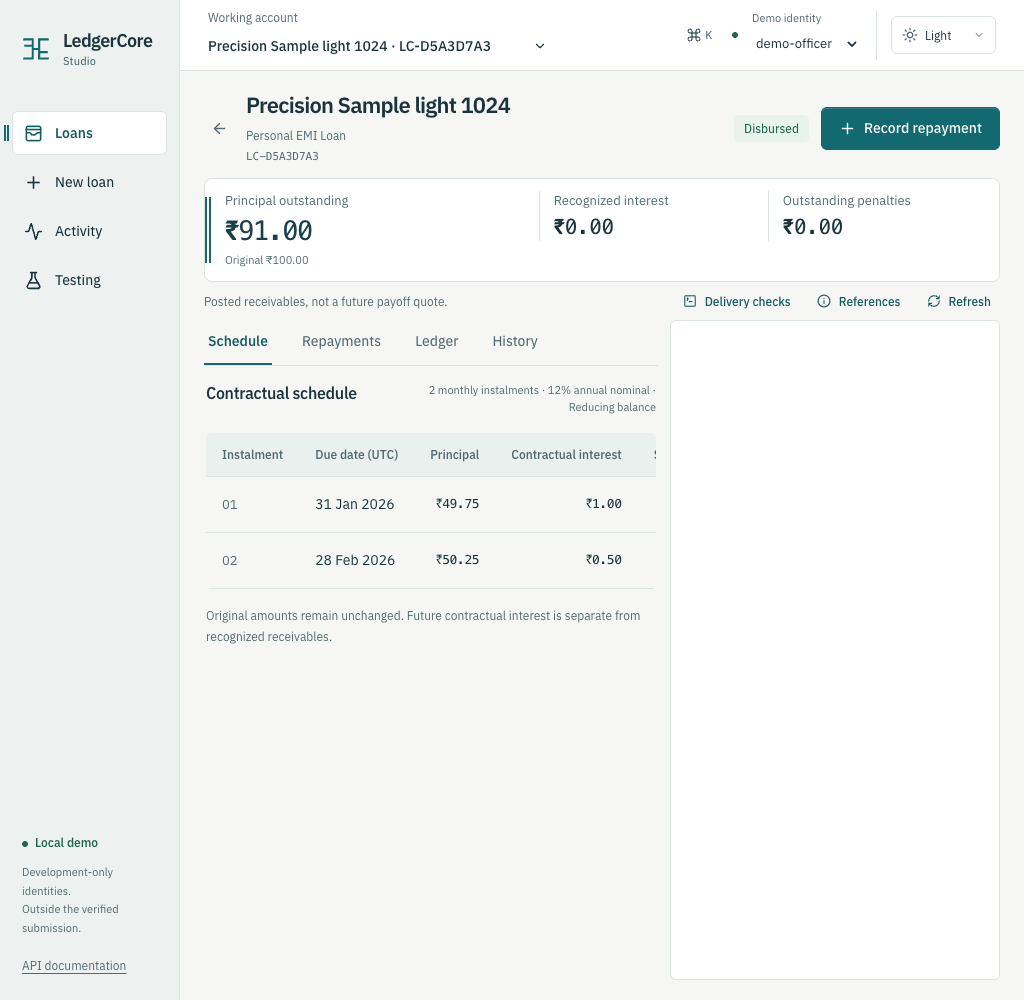 LedgerCore
Studio
Loans
New loan
Activity
Testing
Local demo
Development-only
identities.
Outside the verified
submission.
API documentation
Working account
Precision Sample light 1024 · LC-D5A3D7A3
⌘ K
Demo identity
demo-officer
Light
Precision Sample light 1024
Personal EMI Loan
LC-D5A3D7A3
Disbursed
Record repayment
Principal outstanding
₹91.00
Original ₹100.00
Recognized interest
₹0.00
Outstanding penalties
₹0.00
Posted receivables, not a future payoff quote.
Delivery checks
References
Refresh
Schedule Repayments Ledger History
Contractual schedule
2 monthly instalments · 12% annual nominal ·
Reducing balance
Instalment Due date (UTC) Principal Contractual interest
01 31 Jan 2026 ₹49.75 ₹1.00
02 28 Feb 2026 ₹50.25 ₹0.50
Original amounts remain unchanged. Future contractual interest is separate from
recognized receivables.